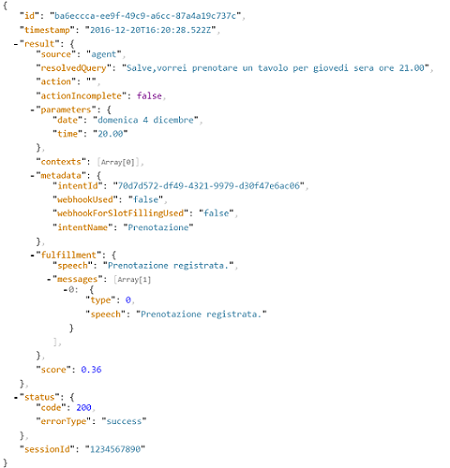 {
"id": "ba6eccca-ee9f-49c9-a6cc-87a4a19c737c",
"timestamp": "2016-12-20T16:20:28.522Z",
-"result": {
"source": "agent",
"resolvedQuery": "Salve,vorrei prenotare un tavolo per giovedi sera ore 21.00",
"action": "",
"actionIncomplete": false,
-"parameters": {
"date": "domenica 4 dicembre",
"time": "20.00"
},
"contexts": [Array[0]],
-"metadata": {
"intentId": "70d7d572-df49-4321-9979-d30f47e6ac06",
"webhookUsed": "false",
"webhookForSlotFillingUsed": "false",
"intentName": "Prenotazione"
},
-"fulfillment": {
"speech": "Prenotazione registrata.",
-"messages": [Array[1]
-0: {
"type": 0,
"speech": "Prenotazione registrata."
}
],
},
"score": 0.36
},
-"status": {
"code": 200,
"errorType": "success"
},
"sessionId": "1234567890"
}